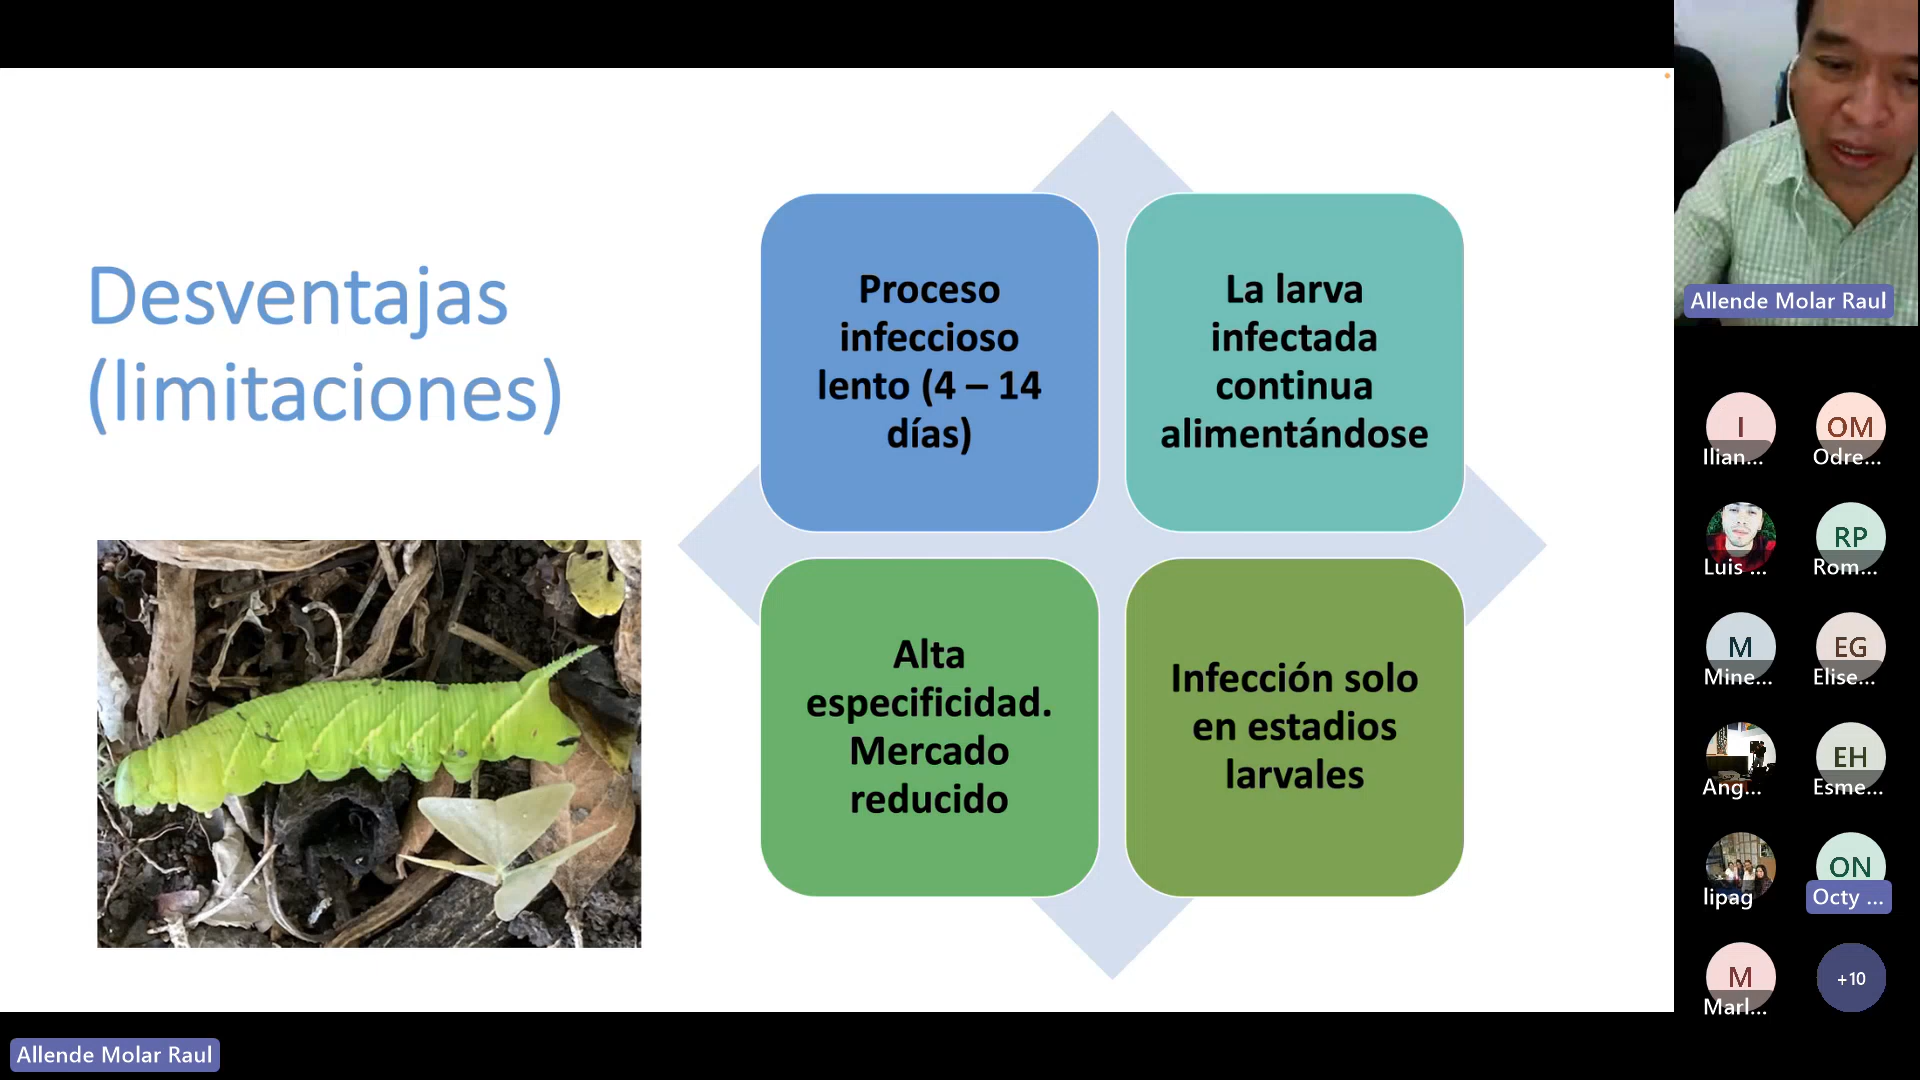 Desventajas
(limitaciones)
Proceso
infeccioso
lento (4 – 14
días)
La larva
infectada
continua
alimentándose
Alta
especificidad.
Mercado
reducido
Infección solo
en estadios
larvales
Allende Molar Raul
I
Ilian...
OM
Odre...
Luis ...
RP
Rom...
M
Mine...
EG
Elise...
Ang...
EH
Esme...
lipag
ON
Octy ...
M
Marl...
+10
Allende Molar Raul